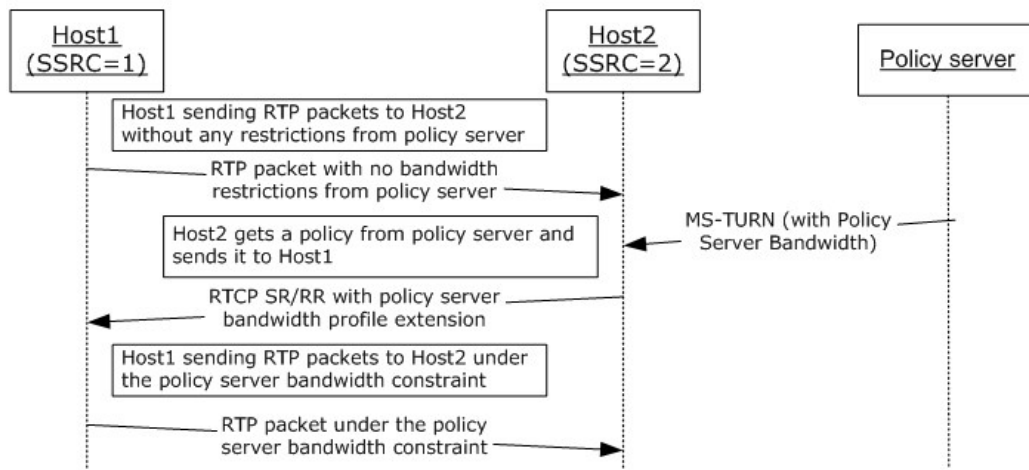 Host1
(SSRC=1)
Host2
(SSRC=2)
Policy server
Host1 sending RTP packets to Host2
without any restrictions from policy server
RTP packet with no bandwidth
restrictions from policy server
MS-TURN (with Policy
Server Bandwidth)
Host2 gets a policy from policy server and
sends it to Host1
RTCP SR/RR with policy server
bandwidth profile extension
Host1 sending RTP packets to Host2 under
the policy server bandwidth constraint
RTP packet under the policy
server bandwidth constraint